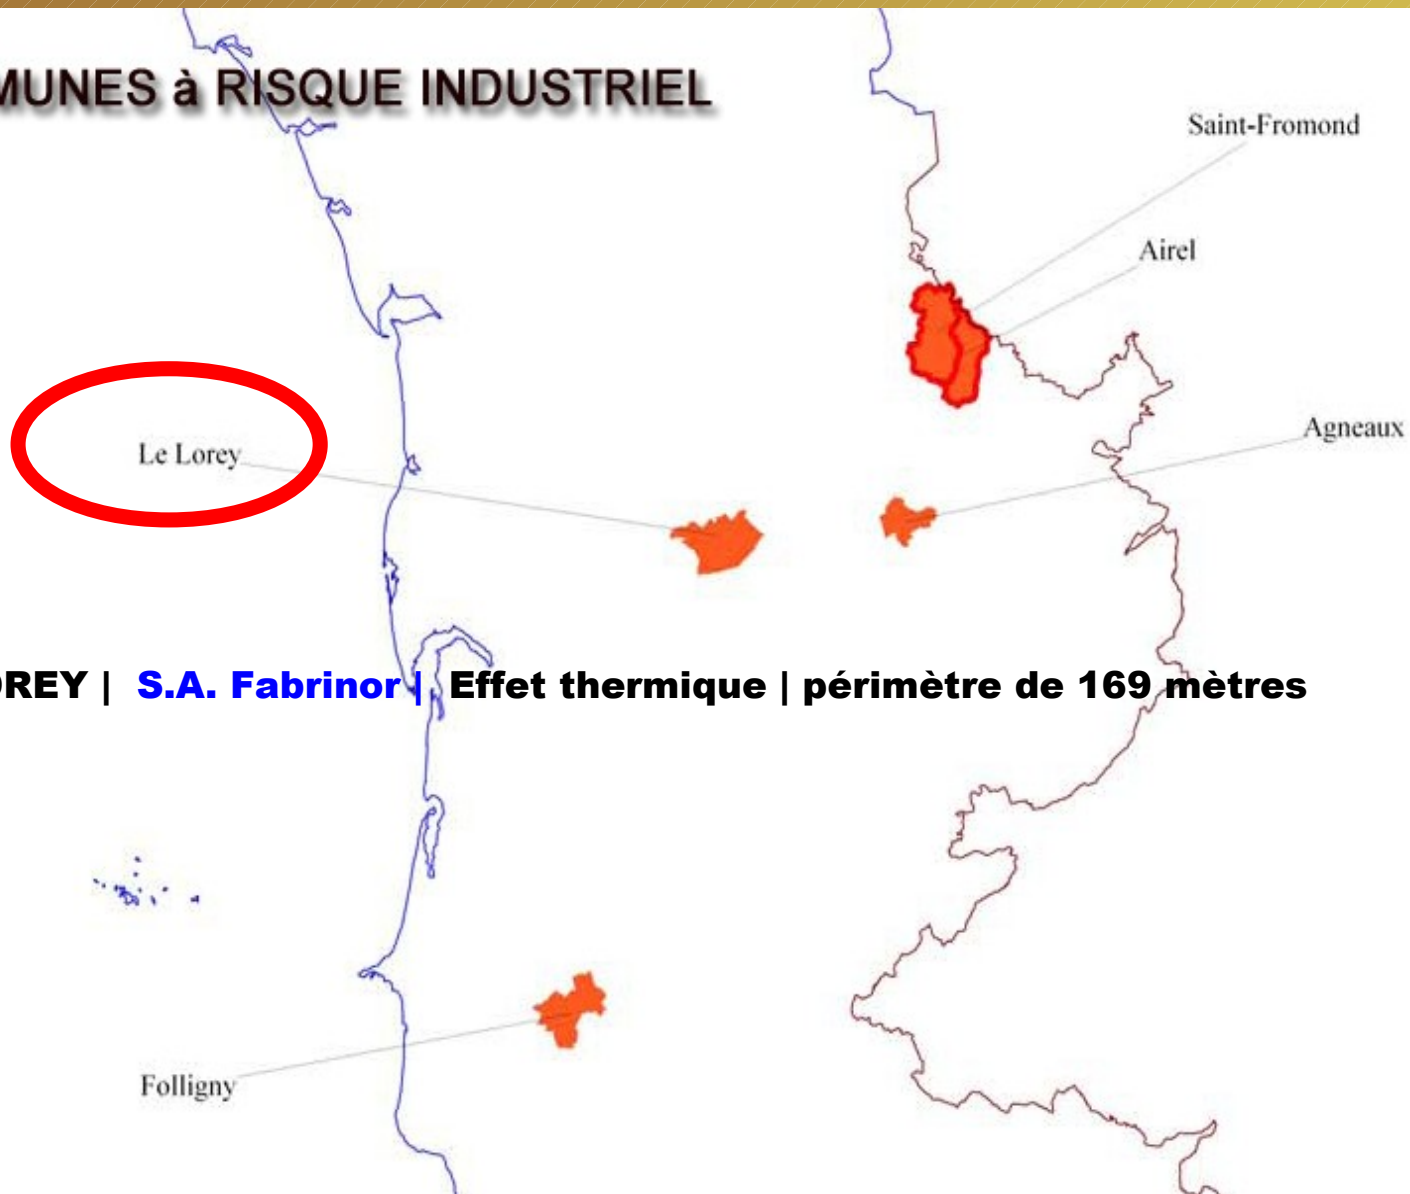 MUNES à RISQUE INDUSTRIEL
Saint-Fromond
Airel
Agneaux
Le Lorey
OREY | S.A. Fabrinor | Effet thermique | périmètre de 169 mètres
Folligny